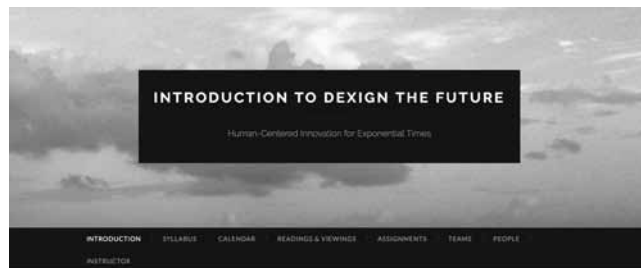 INTRODUCTION TO DEXIGN THE FUTURE
Human-Centered Innovation for Exponential Times
INTRODUCTION SYLLABUS CALENDAR READINGS & VIEWINGS ASSIGNMENTS TEAMS PEOPLE
INSTRUCTOR